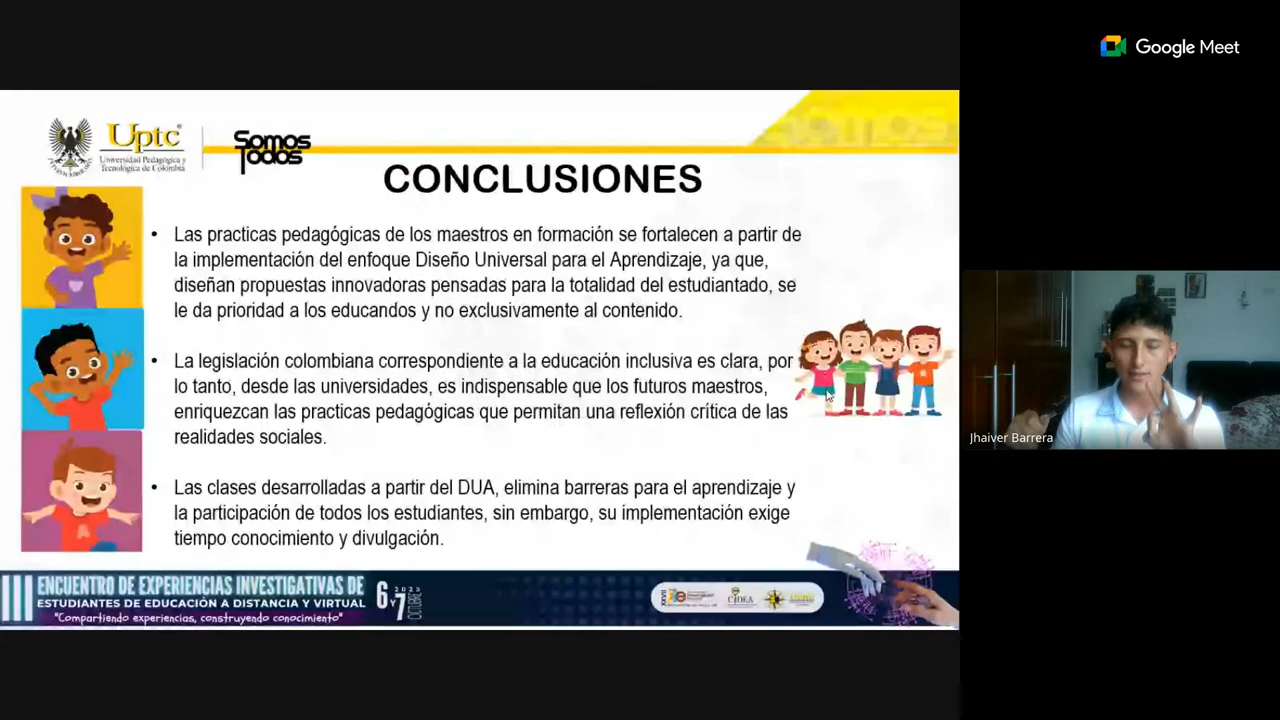 Google Meet
Uptc
Universidad Pedagógica y
Tecnológica de Colombia
Somos
Todos
CONCLUSIONES
• Las practicas pedagógicas de los maestros en formación se fortalecen a partir de
la implementación del enfoque Diseño Universal para el Aprendizaje, ya que,
diseñan propuestas innovadoras pensadas para la totalidad del estudiantado, se
le da prioridad a los educandos y no exclusivamente al contenido.
• La legislación colombiana correspondiente a la educación inclusiva es clara, por
lo tanto, desde las universidades, es indispensable que los futuros maestros,
enriquezcan las practicas pedagógicas que permitan una reflexión crítica de las
realidades sociales.
• Las clases desarrolladas a partir del DUA, elimina barreras para el aprendizaje y
la participación de todos los estudiantes, sin embargo, su implementación exige
tiempo conocimiento y divulgación.
Jhaiver Barrera
III ENCUENTRO DE EXPERIENCIAS INVESTIGATIVAS DE
ESTUDIANTES DE EDUCACIÓN A DISTANCIA Y VIRTUAL
"Compartiendo experiencias, construyendo conocimiento"
6 Y 7 2023 OCTUBRE
CIDEA